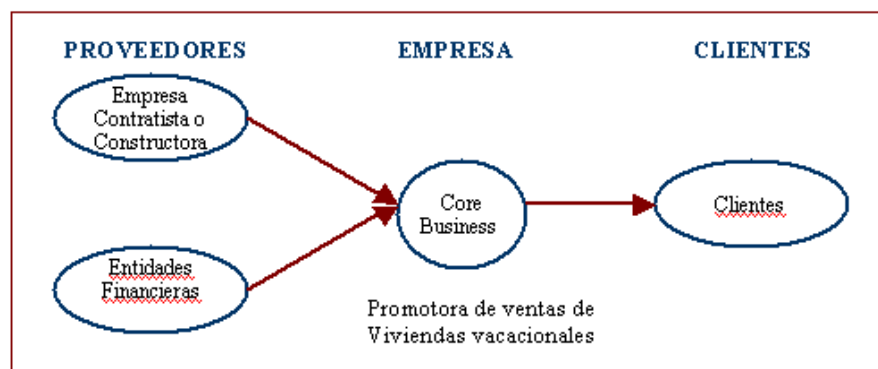 PROVEEDORES
EMPRESA
CLIENTES
Empresa
Contratista o
Constructora
Entidades
Financieras
Core
Business
Clientes
Promotora de ventas de
Viviendas vacacionales